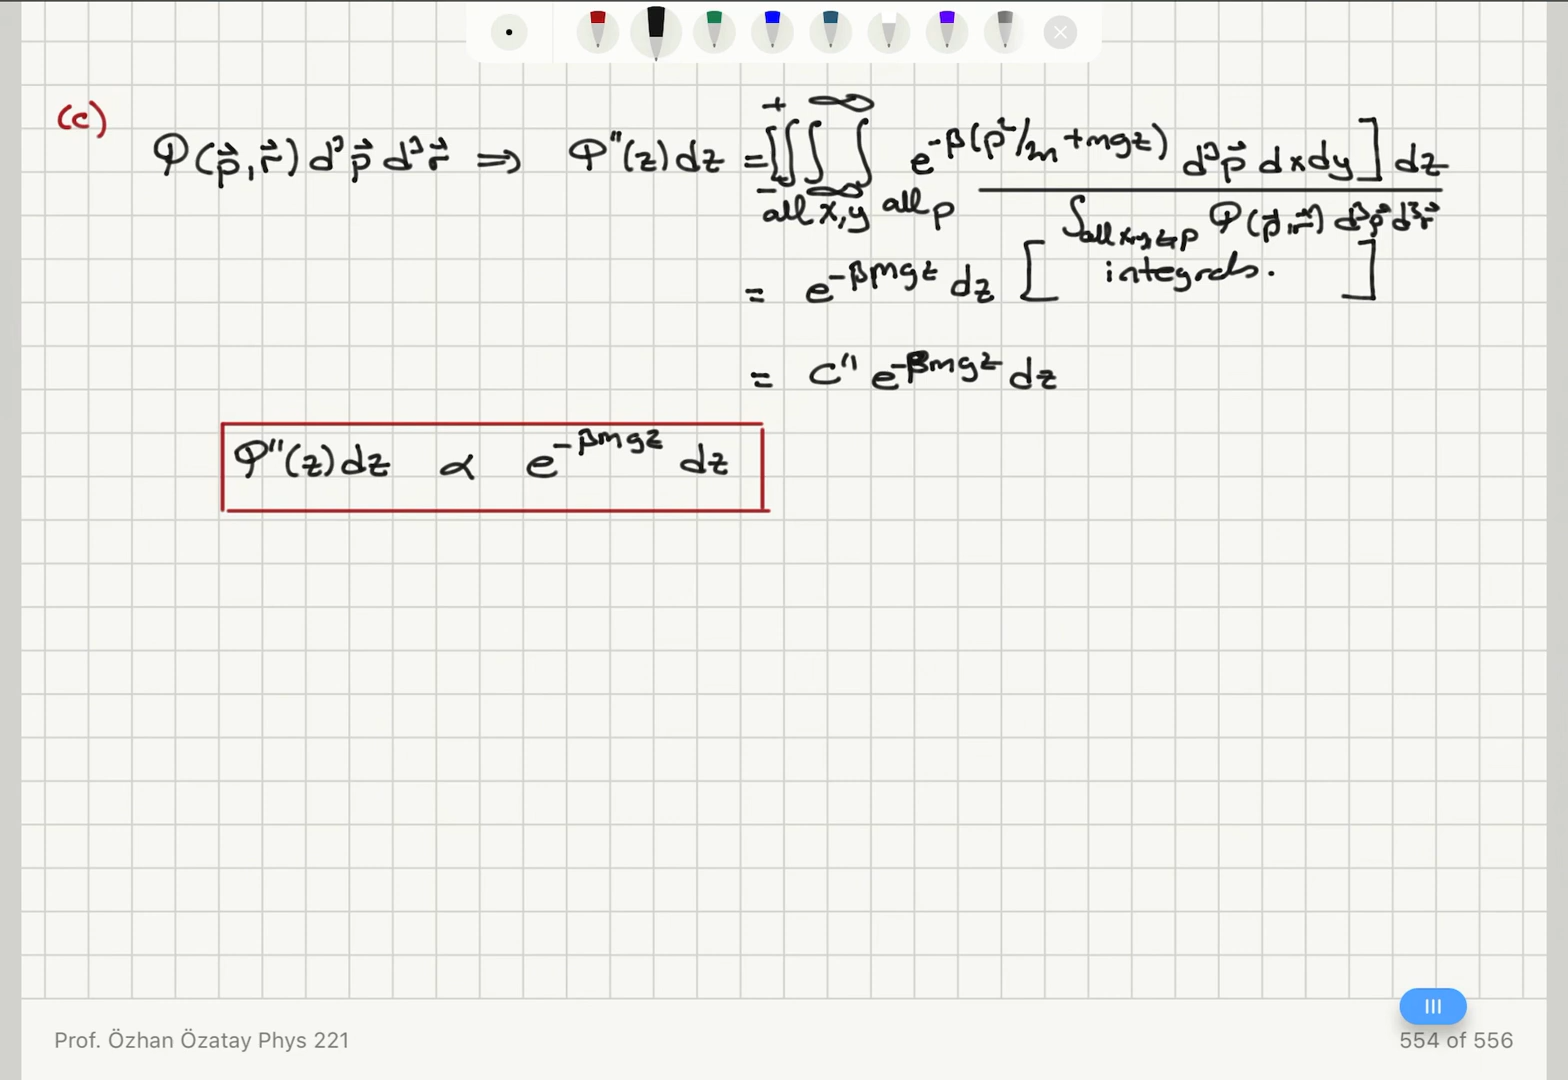 (c)
P(p⃗,r⃗) d³p⃗ d³r⃗ ⇒ P''(z) dz = [∫∫∫ ∫ e^{-β(p²/2m + mgz)} d³p⃗ dx dy] dz
+∞
-∞
all x,y all p
∫all x,y,z,p P(p⃗,r⃗) d³p⃗ d³r⃗
= e^{-βmgz} dz [ integrals. ]
= C'' e^{-βmgz} dz
P''(z) dz ∝ e^{-βmgz} dz
Prof. Özhan Özatay Phys 221
554 of 556